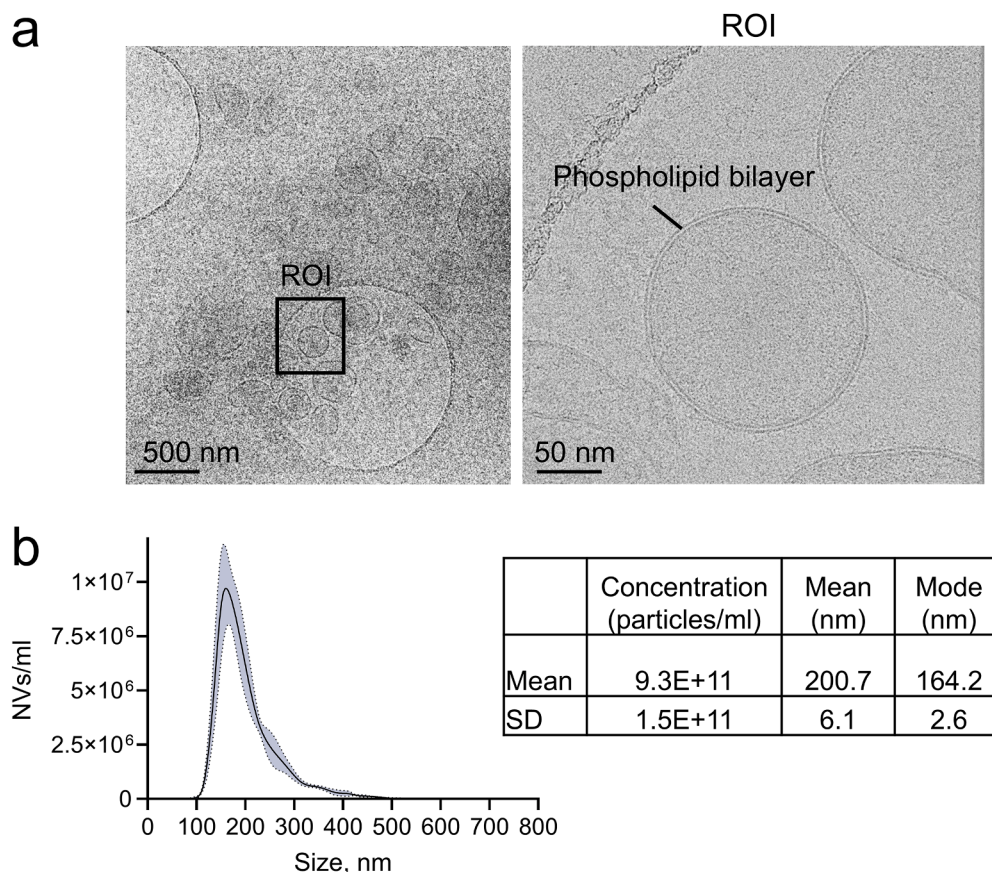 a
ROI
ROI
500 nm
Phospholipid bilayer
50 nm
b
NVs/ml
1×10⁷
7.5×10⁶
5×10⁶
2.5×10⁶
0
0 100 200 300 400 500 600 700 800
Size, nm
Concentration (particles/ml) Mean (nm) Mode (nm)
Mean 9.3E+11 200.7 164.2
SD 1.5E+11 6.1 2.6